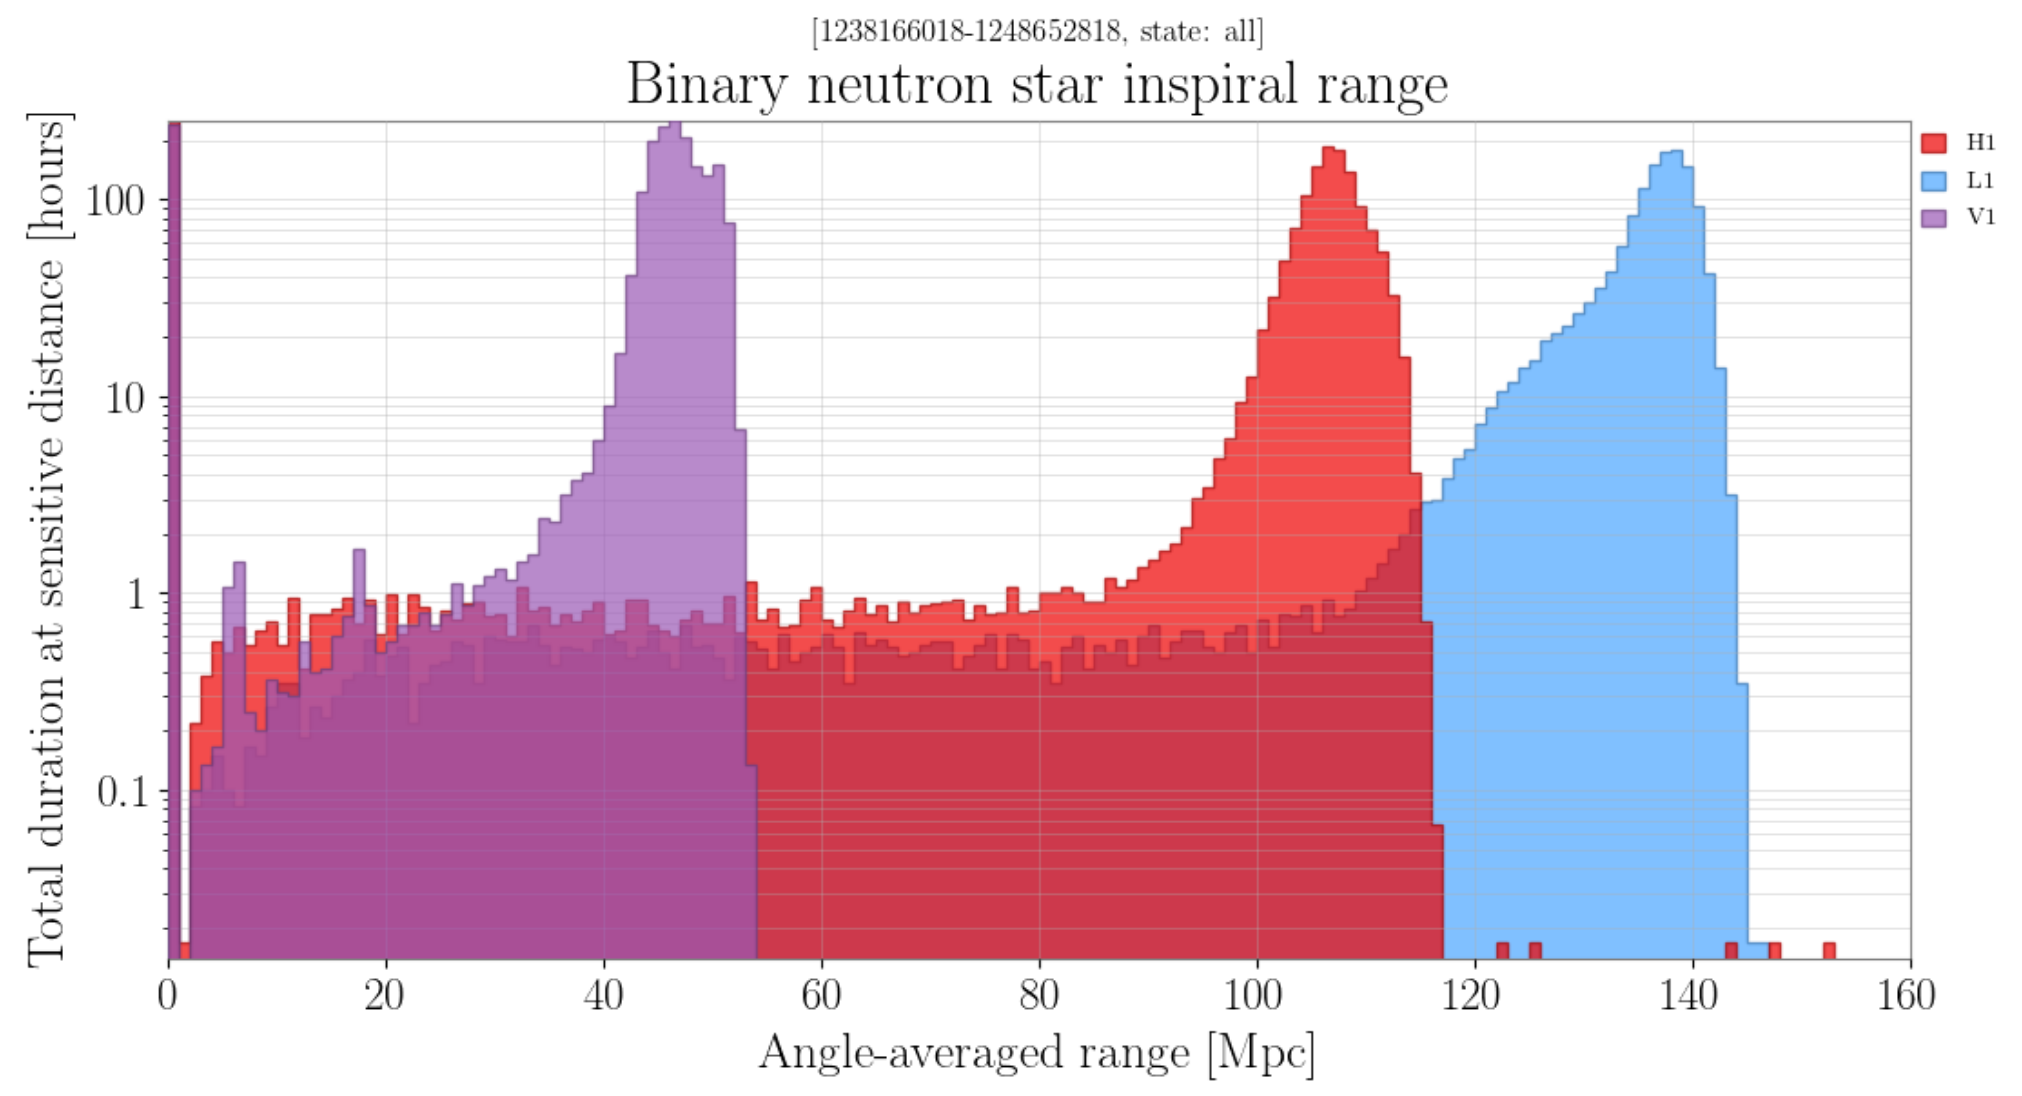 [1238166018-1248652818, state: all]
Binary neutron star inspiral range
Total duration at sensitive distance [hours]
100
10
1
0.1
0 20 40 60 80 100 120 140 160
Angle-averaged range [Mpc]
H1
L1
V1